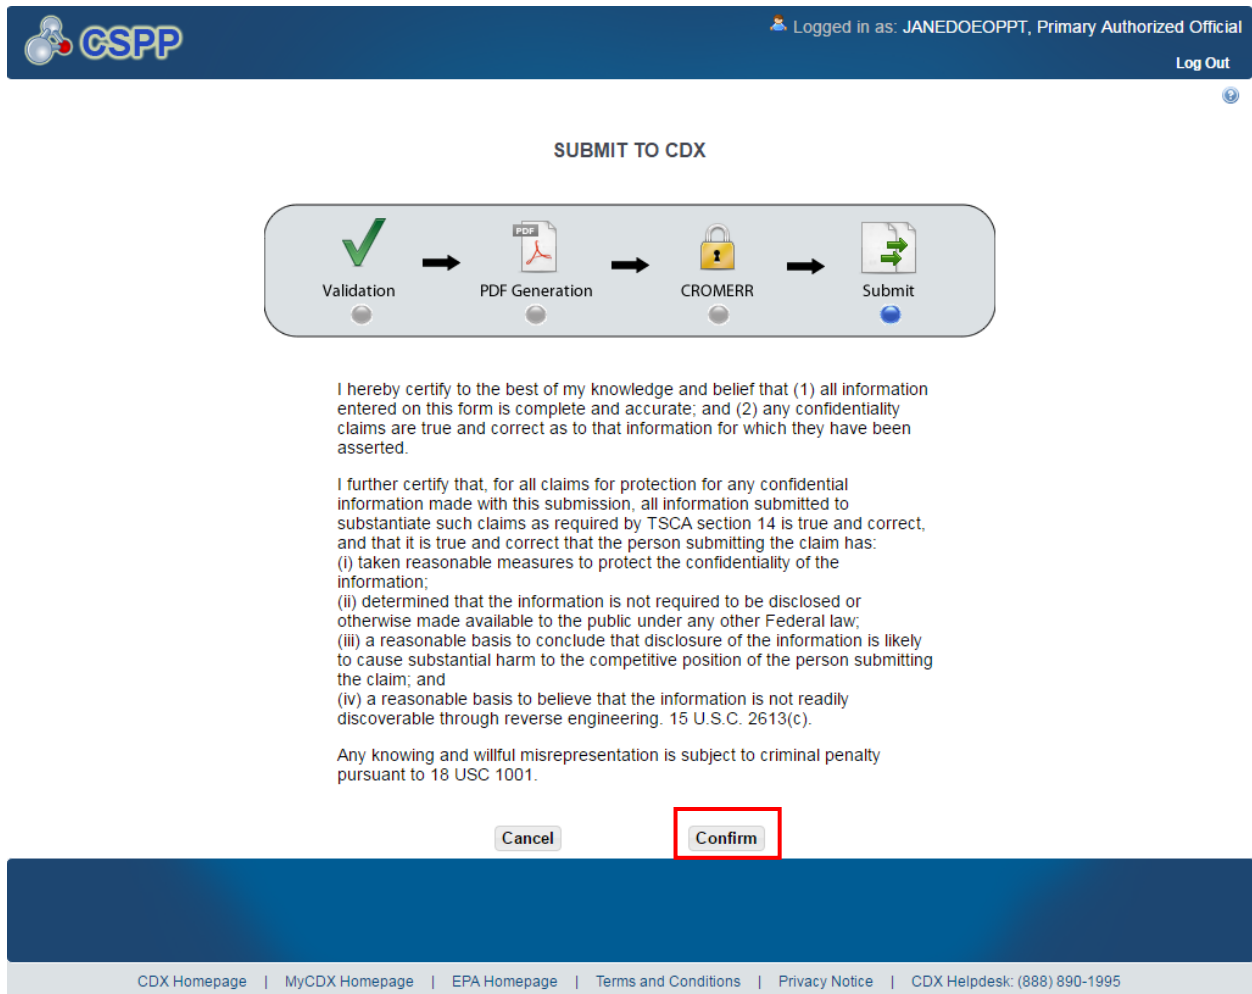 CSPP
Logged in as: JANEDOEOPPT, Primary Authorized Official
Log Out
SUBMIT TO CDX
PDF
Validation
PDF Generation
CROMERR
Submit
I hereby certify to the best of my knowledge and belief that (1) all information
entered on this form is complete and accurate; and (2) any confidentiality
claims are true and correct as to that information for which they have been
asserted.
I further certify that, for all claims for protection for any confidential
information made with this submission, all information submitted to
substantiate such claims as required by TSCA section 14 is true and correct,
and that it is true and correct that the person submitting the claim has:
(i) taken reasonable measures to protect the confidentiality of the
information;
(ii) determined that the information is not required to be disclosed or
otherwise made available to the public under any other Federal law;
(iii) a reasonable basis to conclude that disclosure of the information is likely
to cause substantial harm to the competitive position of the person submitting
the claim; and
(iv) a reasonable basis to believe that the information is not readily
discoverable through reverse engineering. 15 U.S.C. 2613(c).
Any knowing and willful misrepresentation is subject to criminal penalty
pursuant to 18 USC 1001.
Cancel
Confirm
CDX Homepage | MyCDX Homepage | EPA Homepage | Terms and Conditions | Privacy Notice | CDX Helpdesk: (888) 890-1995